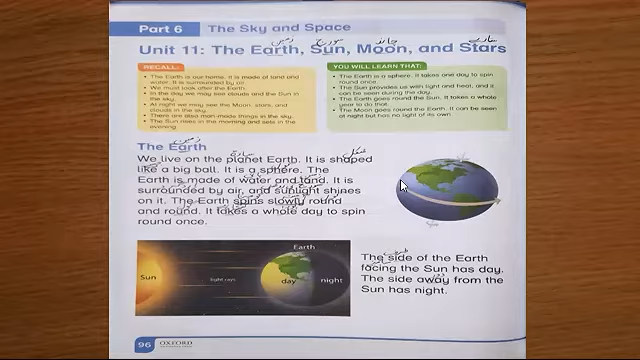 Part 6 The Sky and Space
Unit 11: The Earth, Sun, Moon, and Stars
RECALL:
• The Earth is our home. It is made of land and
water. It is surrounded by air.
• We must look after the Earth.
• In the day we may see clouds and the Sun in
the sky.
• At night we may see the Moon, stars, and
clouds in the sky.
• There are also man-made things in the sky.
• The Sun rises in the morning and sets in the
evening.
YOU WILL LEARN THAT:
• The Earth is a sphere. It takes one day to spin
round once.
• The Sun provides us with light and heat, and it
can be seen during the day.
• The Earth goes round the Sun. It takes a whole
year to do that.
• The Moon goes round the Earth. It can be seen
at night but has no light of its own.
The Earth
We live on the planet Earth. It is shaped
like a big ball. It is a sphere. The
Earth is made of water and land. It is
surrounded by air, and sunlight shines
on it. The Earth spins slowly round
and round. It takes a whole day to spin
round once.
Sun
light rays
Earth
day
night
The side of the Earth
facing the Sun has day.
The side away from the
Sun has night.
96 OXFORD